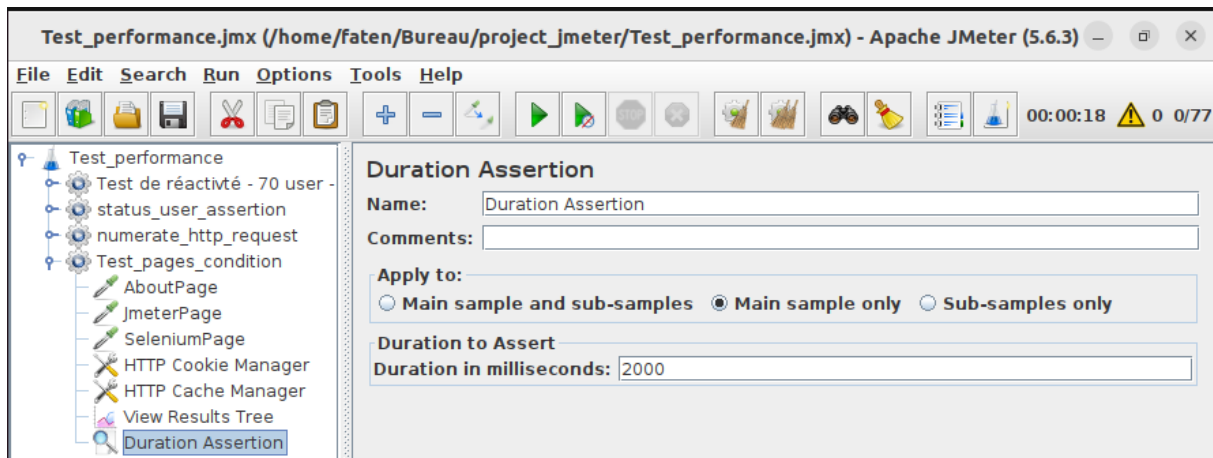 Test_performance.jmx (/home/faten/Bureau/project_jmeter/Test_performance.jmx) - Apache JMeter (5.6.3)
File Edit Search Run Options Tools Help
STOP 00:00:18 0 0/77
Test_performance
Test de réactivté - 70 user -
status_user_assertion
numerate_http_request
Test_pages_condition
AboutPage
JmeterPage
SeleniumPage
HTTP Cookie Manager
HTTP Cache Manager
View Results Tree
Duration Assertion
Duration Assertion
Name: Duration Assertion
Comments:
Apply to:
Main sample and sub-samples Main sample only Sub-samples only
Duration to Assert
Duration in milliseconds: 2000